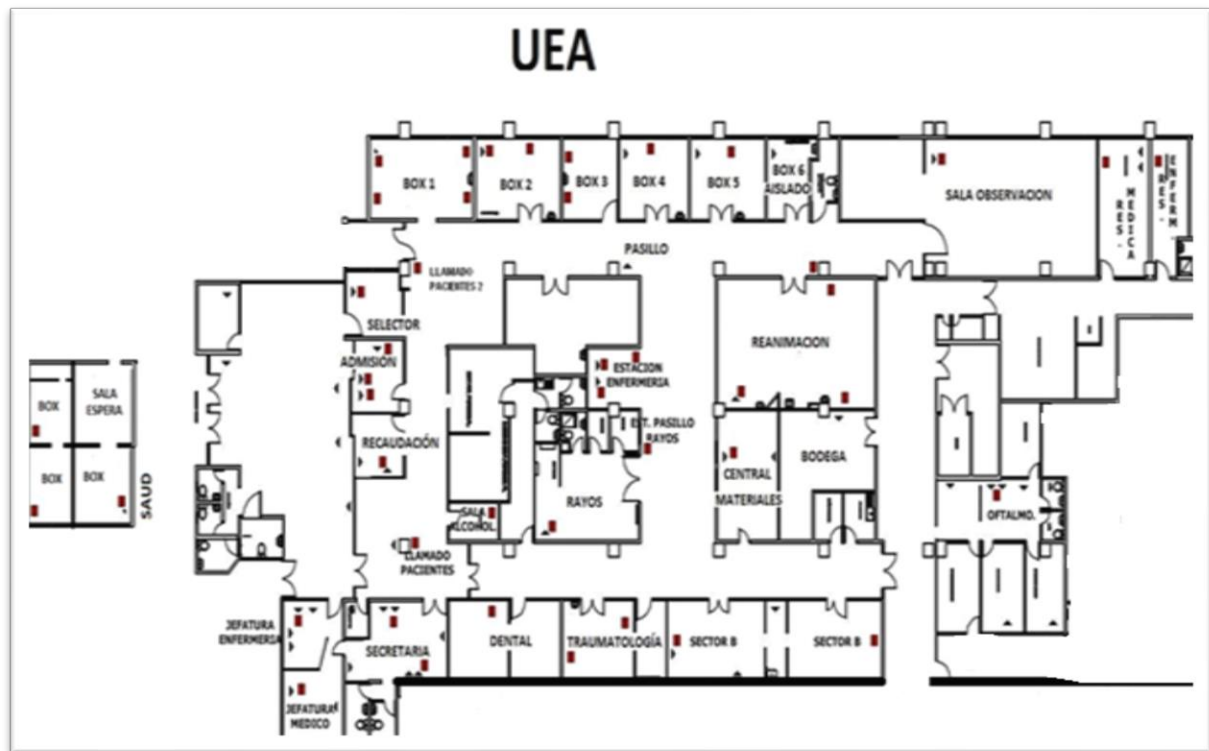 UEA
BOX 1
BOX 2
BOX 3
BOX 4
BOX 5
BOX 6
AISLADO
SALA OBSERVACION
RES. MEDICA
RES. ENFERM.
PASILLO
LLAMADO
PACIENTES 2
SELECTOR
ADMISIÓN
RECAUDACIÓN
ESTACION
ENFERMERIA
EST. PASILLO
RAYOS
RAYOS
REANIMACION
CENTRAL
MATERIALES
BODEGA
SALA
ALCOHOL.
LLAMADO
PACIENTES
OFTALMO.
BOX
SALA
ESPERA
BOX
BOX
SAUD
JEFATURA
ENFERMERIA
SECRETARIA
DENTAL
TRAUMATOLOGÍA
SECTOR B
SECTOR B
JEFATURA
MEDICO